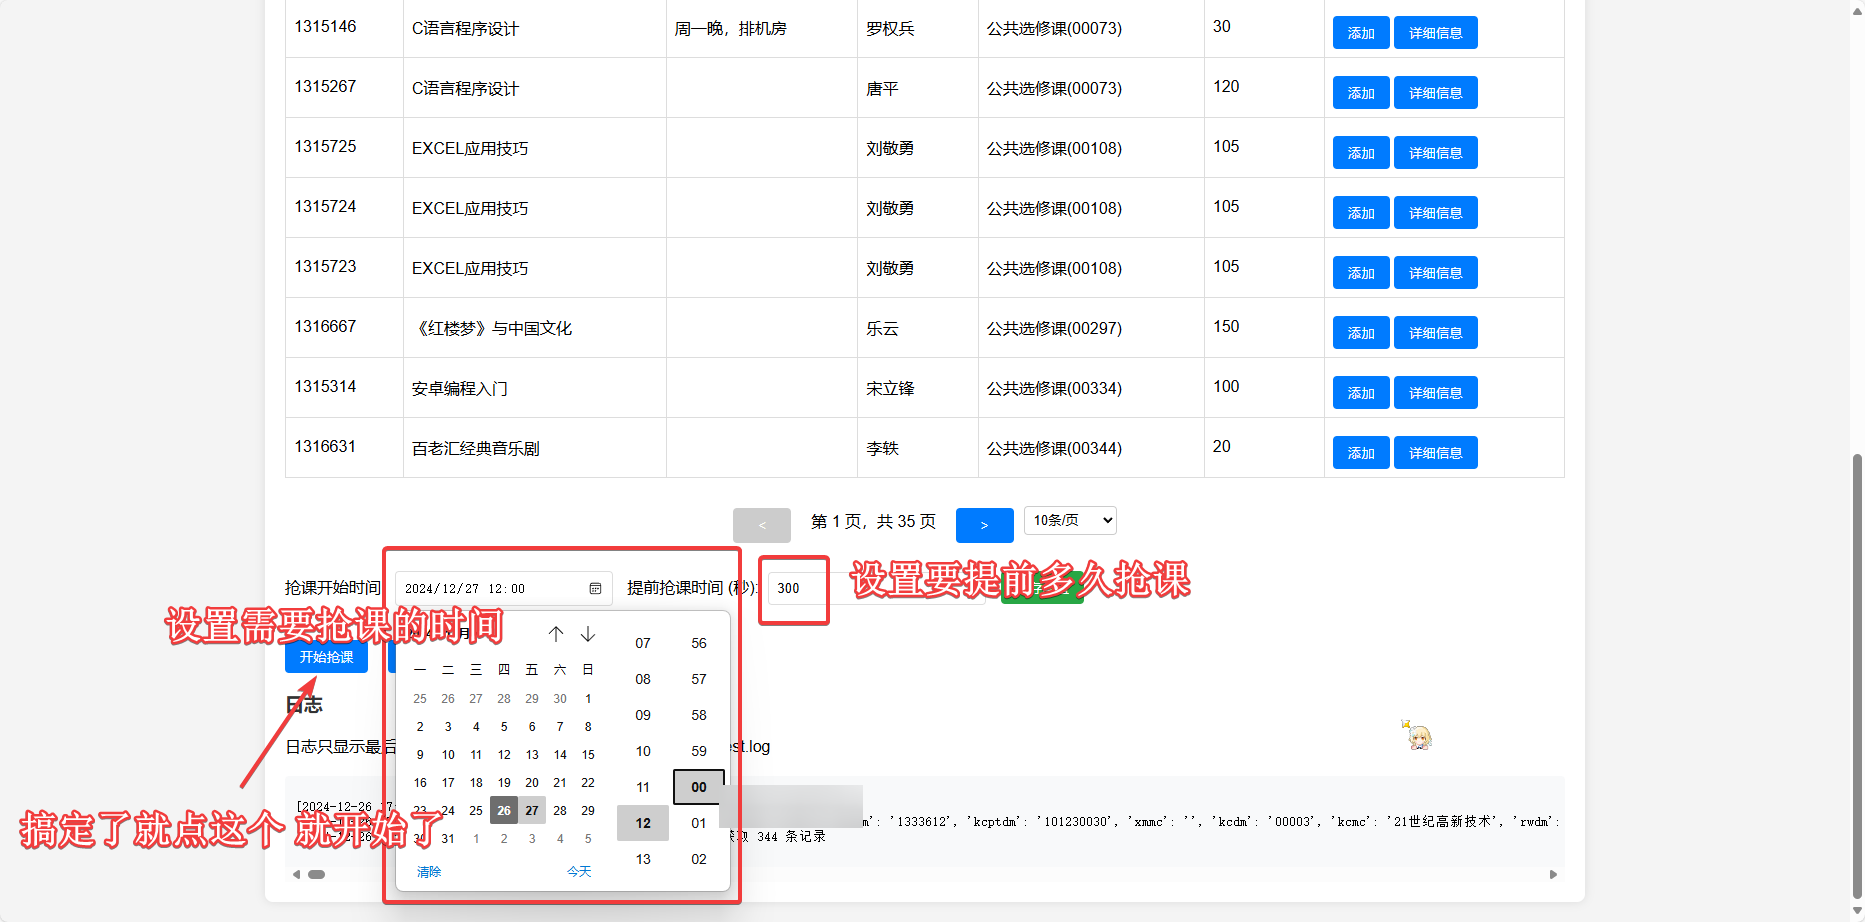 1315146 C语言程序设计 周一晚，排机房 罗权兵 公共选修课(00073) 30 添加 详细信息
1315267 C语言程序设计 唐平 公共选修课(00073) 120 添加 详细信息
1315725 EXCEL应用技巧 刘敬勇 公共选修课(00108) 105 添加 详细信息
1315724 EXCEL应用技巧 刘敬勇 公共选修课(00108) 105 添加 详细信息
1315723 EXCEL应用技巧 刘敬勇 公共选修课(00108) 105 添加 详细信息
1316667 《红楼梦》与中国文化 乐云 公共选修课(00297) 150 添加 详细信息
1315314 安卓编程入门 宋立锋 公共选修课(00334) 100 添加 详细信息
1316631 百老汇经典音乐剧 李轶 公共选修课(00344) 20 添加 详细信息
< 第 1 页，共 35 页 > 10条/页
抢课开始时间 2024/12/27 12:00 提前抢课时间 (秒): 300 设置要提前多久抢课
设置需要抢课的时间
月
开始抢课
一 二 三 四 五 六 日
25 26 27 28 29 30 1
2 3 4 5 6 7 8
9 10 11 12 13 14 15
16 17 18 19 20 21 22
23 24 25 26 27 28 29
30 31 1 2 3 4 5
清除 今天
07 56
08 57
09 58
10 59
11 00
12 01
13 02
日志
日志只显示最后 est.log
[2024-12-26
m': '1333612', 'kcptdm': '101230030', 'xmmc': '', 'kcdm': '00003', 'kcmc': '21世纪高新技术', 'rwdm':
344 条记录
搞定了就点这个 就开始了